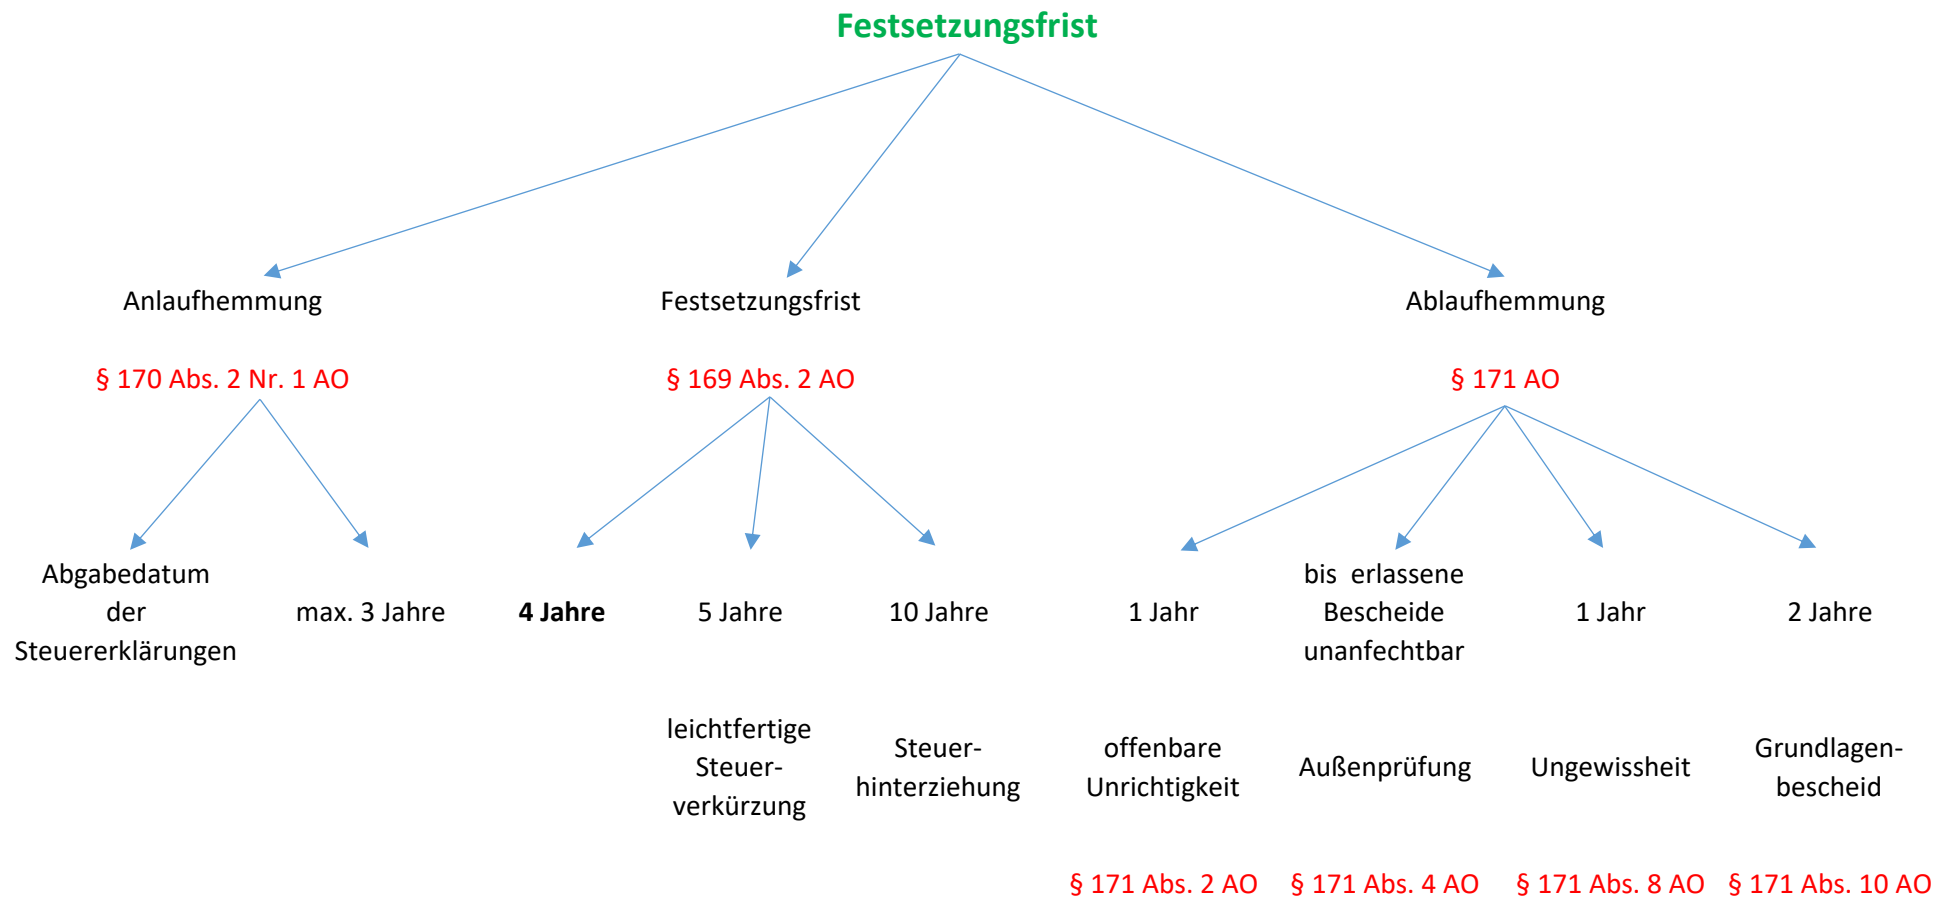 Festsetzungsfrist
Anlaufhemmung
Festsetzungsfrist
Ablaufhemmung
§ 170 Abs. 2 Nr. 1 AO
§ 169 Abs. 2 AO
§ 171 AO
Abgabedatum
der
Steuererklärungen
max. 3 Jahre
4 Jahre
5 Jahre
10 Jahre
1 Jahr
bis erlassene
Bescheide
unanfechtbar
1 Jahr
2 Jahre
leichtfertige
Steuer-
verkürzung
Steuer-
hinterziehung
offenbare
Unrichtigkeit
Außenprüfung
Ungewissheit
Grundlagen-
bescheid
§ 171 Abs. 2 AO
§ 171 Abs. 4 AO
§ 171 Abs. 8 AO
§ 171 Abs. 10 AO